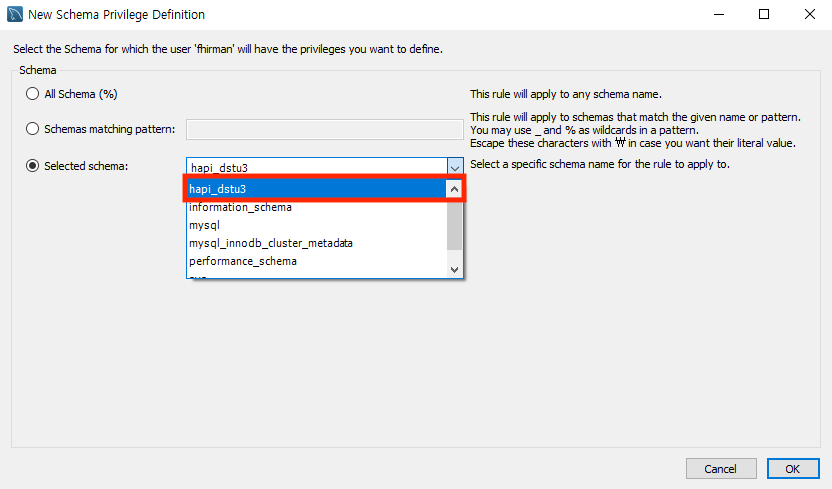 New Schema Privilege Definition
Select the Schema for which the user 'fhirman' will have the privileges you want to define.
Schema
All Schema (%)
This rule will apply to any schema name.
Schemas matching pattern:
This rule will apply to schemas that match the given name or pattern.
You may use _ and % as wildcards in a pattern.
Escape these characters with ₩ in case you want their literal value.
Selected schema:
hapi_dstu3
Select a specific schema name for the rule to apply to.
hapi_dstu3
information_schema
mysql
mysql_innodb_cluster_metadata
performance_schema
Cancel
OK